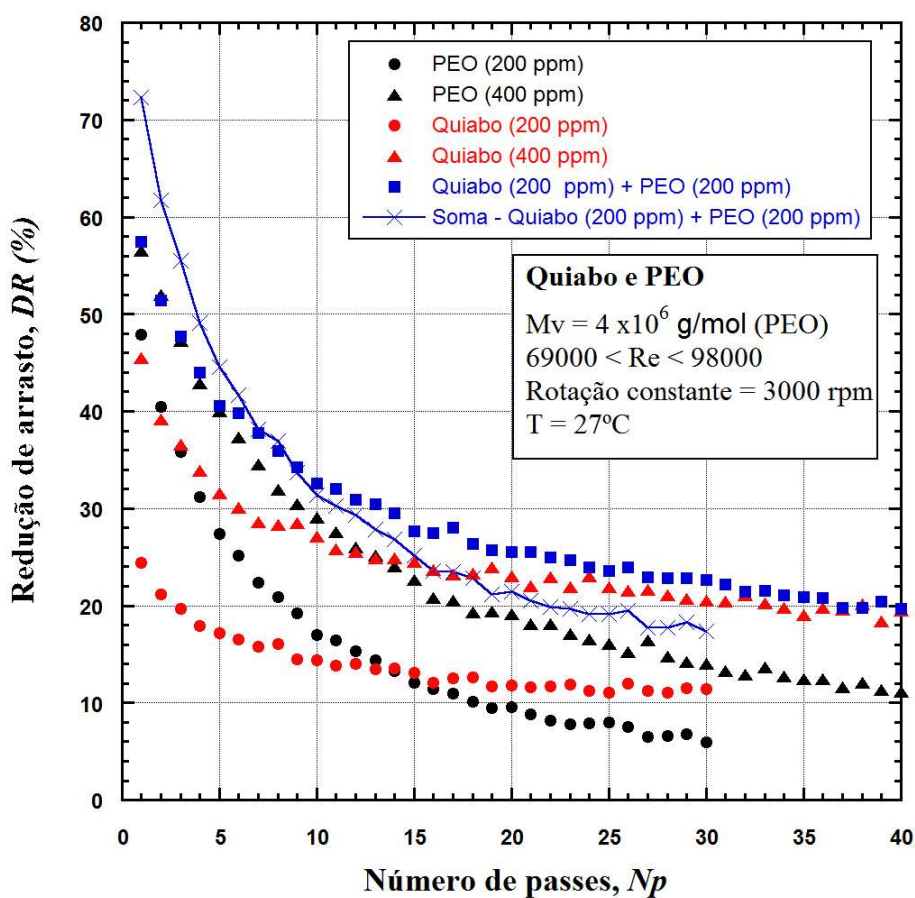 80
70
60
50
40
30
20
10
0
Redução de arrasto, DR (%)
PEO (200 ppm)
PEO (400 ppm)
Quiabo (200 ppm)
Quiabo (400 ppm)
Quiabo (200 ppm) + PEO (200 ppm)
Soma - Quiabo (200 ppm) + PEO (200 ppm)
Quiabo e PEO
Mv = 4 x10⁶ g/mol (PEO)
69000 < Re < 98000
Rotação constante = 3000 rpm
T = 27ºC
0 5 10 15 20 25 30 35 40
Número de passes, Np